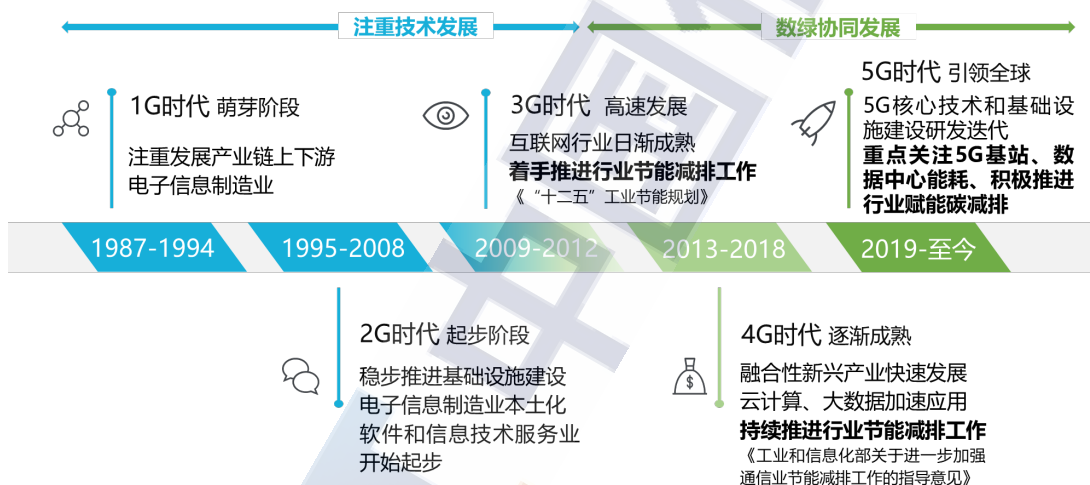 注重技术发展
数绿协同发展
1G时代 萌芽阶段
注重发展产业链上下游
电子信息制造业
3G时代 高速发展
互联网行业日渐成熟
着手推进行业节能减排工作
《“十二五”工业节能规划》
5G时代 引领全球
5G核心技术和基础设
施建设研发迭代
重点关注5G基站、数
据中心能耗、积极推进
行业赋能碳减排
1987-1994
1995-2008
2009-2012
2013-2018
2019-至今
2G时代 起步阶段
稳步推进基础设施建设
电子信息制造业本土化
软件和信息技术服务业
开始起步
4G时代 逐渐成熟
融合性新兴产业快速发展
云计算、大数据加速应用
持续推进行业节能减排工作
《工业和信息化部关于进一步加强
通信业节能减排工作的指导意见》
中国